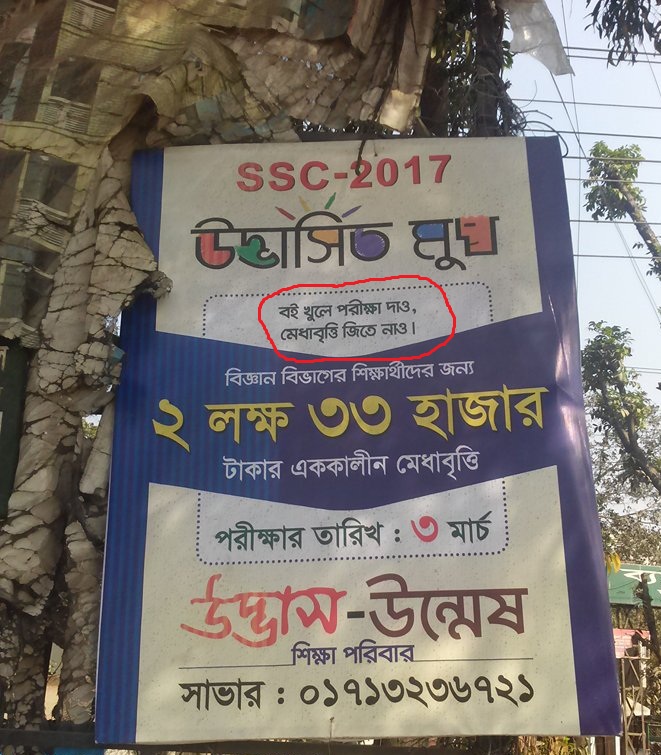 SSC-2017
উদ্ভাসিত মুখ
বই খুলে পরীক্ষা দাও,
মেধাবৃত্তি জিতে নাও।
বিজ্ঞান বিভাগের শিক্ষার্থীদের জন্য
২ লক্ষ ৩৩ হাজার
টাকার এককালীন মেধাবৃত্তি
পরীক্ষার তারিখ : ৩ মার্চ
উদ্ভাস-উন্মেষ
শিক্ষা পরিবার
সাভার : ০১৭১৩২৩৬৭২১